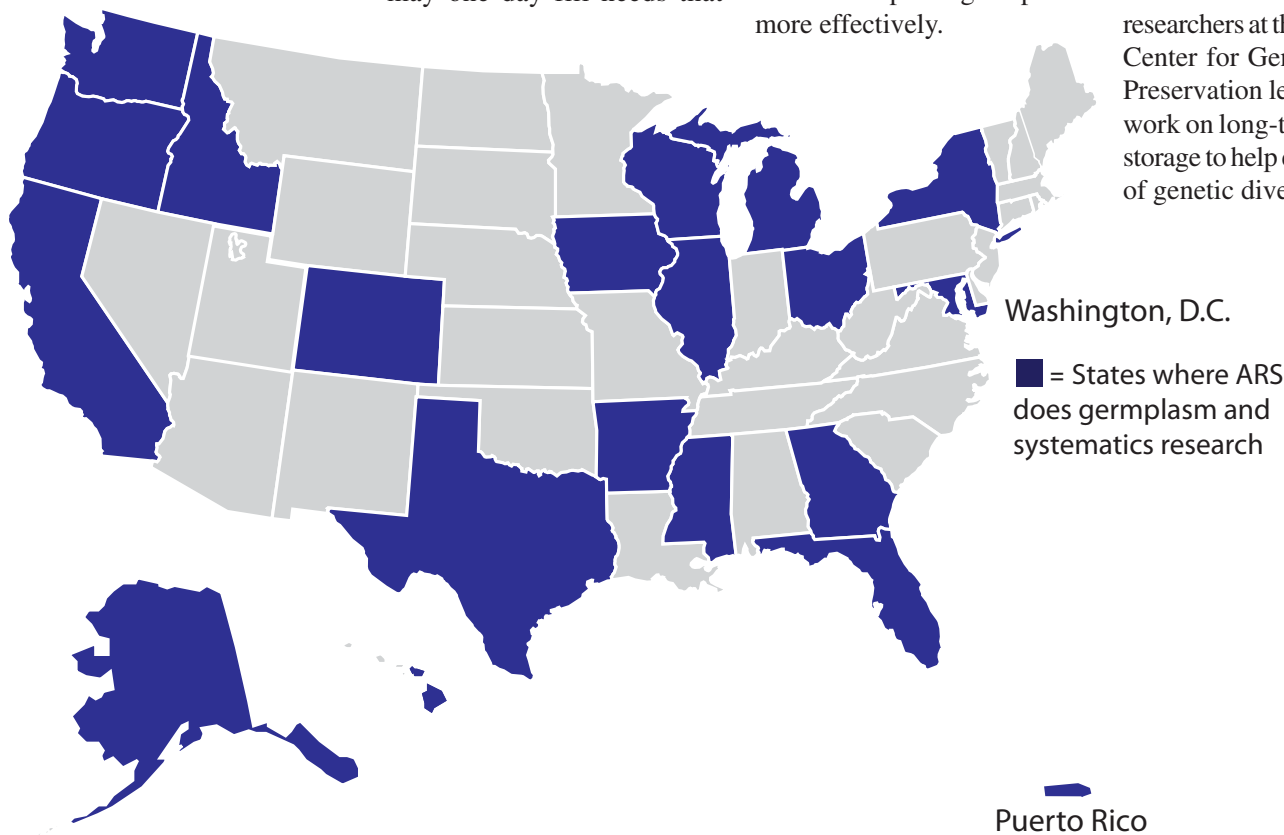 more effectively.
researchers at th
Center for Ger
Preservation le
work on long-t
storage to help
of genetic dive
Washington, D.C.
= States where ARS
does germplasm and
systematics research
Puerto Rico